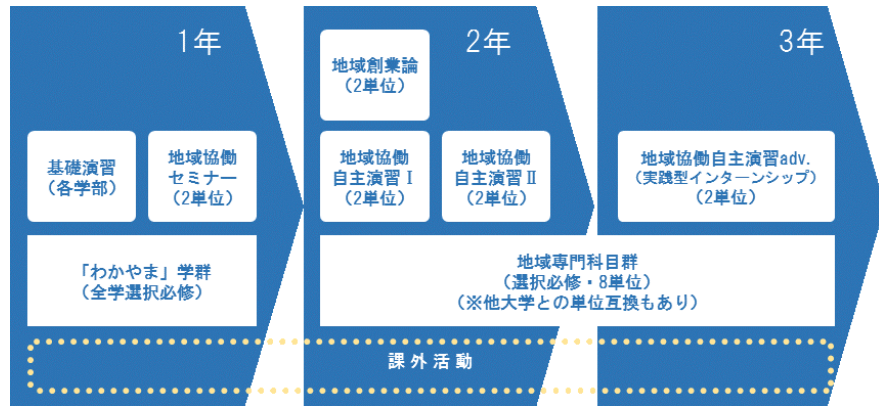 1年
基礎演習
（各学部）
地域協働
セミナー
（2単位）
「わかやま」学群
（全学選択必修）
2年
地域創業論
（2単位）
地域協働
自主演習Ⅰ
（2単位）
地域協働
自主演習Ⅱ
（2単位）
3年
地域協働自主演習adv.
（実践型インターンシップ）
（2単位）
地域専門科目群
（選択必修・8単位）
（※他大学との単位互換もあり）
課外活動